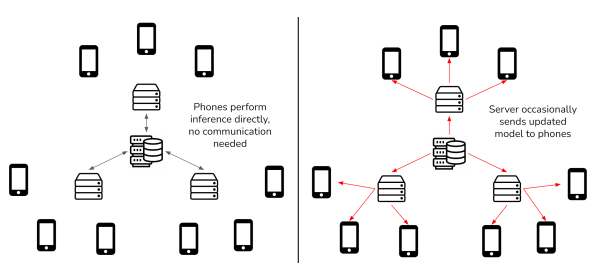 Phones perform
inference directly,
no communication
needed
Server occasionally
sends updated
model to phones